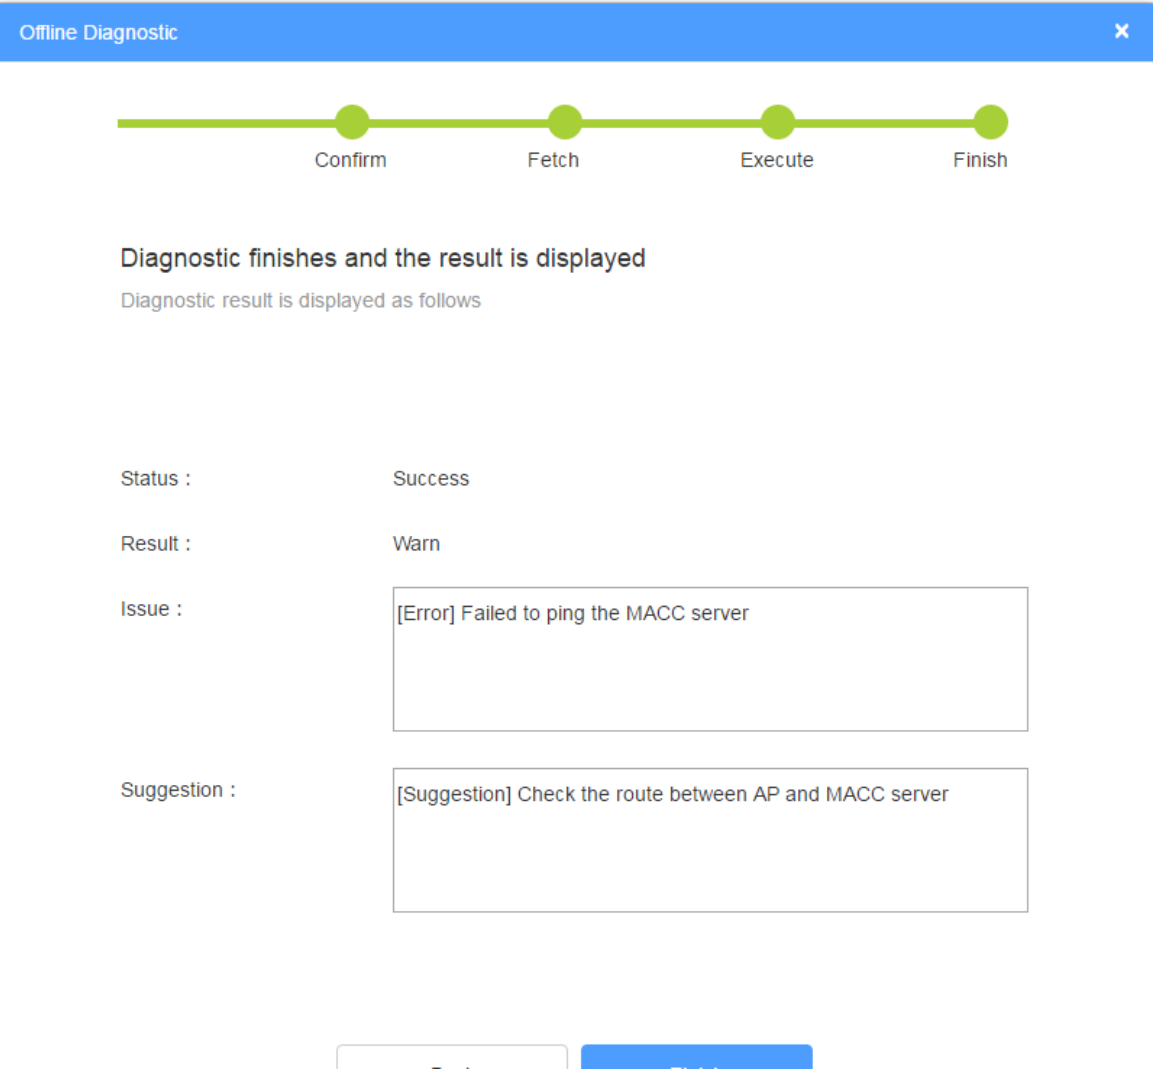 Offline Diagnostic ×
Confirm Fetch Execute Finish
Diagnostic finishes and the result is displayed
Diagnostic result is displayed as follows
Status : Success
Result : Warn
Issue : [Error] Failed to ping the MACC server
Suggestion : [Suggestion] Check the route between AP and MACC server